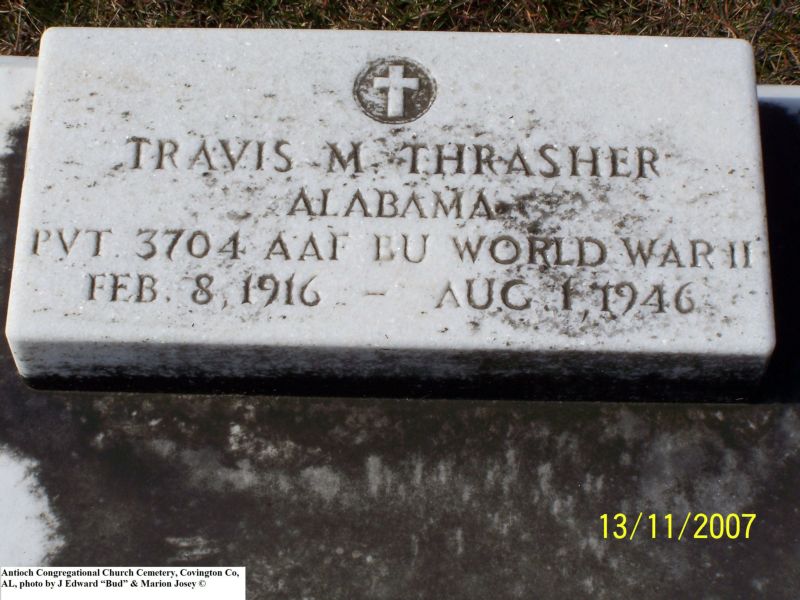 TRAVIS M THRASHER
ALABAMA
PVT 3704 AAF BU WORLD WAR II
FEB. 8, 1916 – AUG 1, 1946
13/11/2007
Antioch Congregational Church Cemetery, Covington Co,
AL, photo by J Edward “Bud” & Marion Josey ©